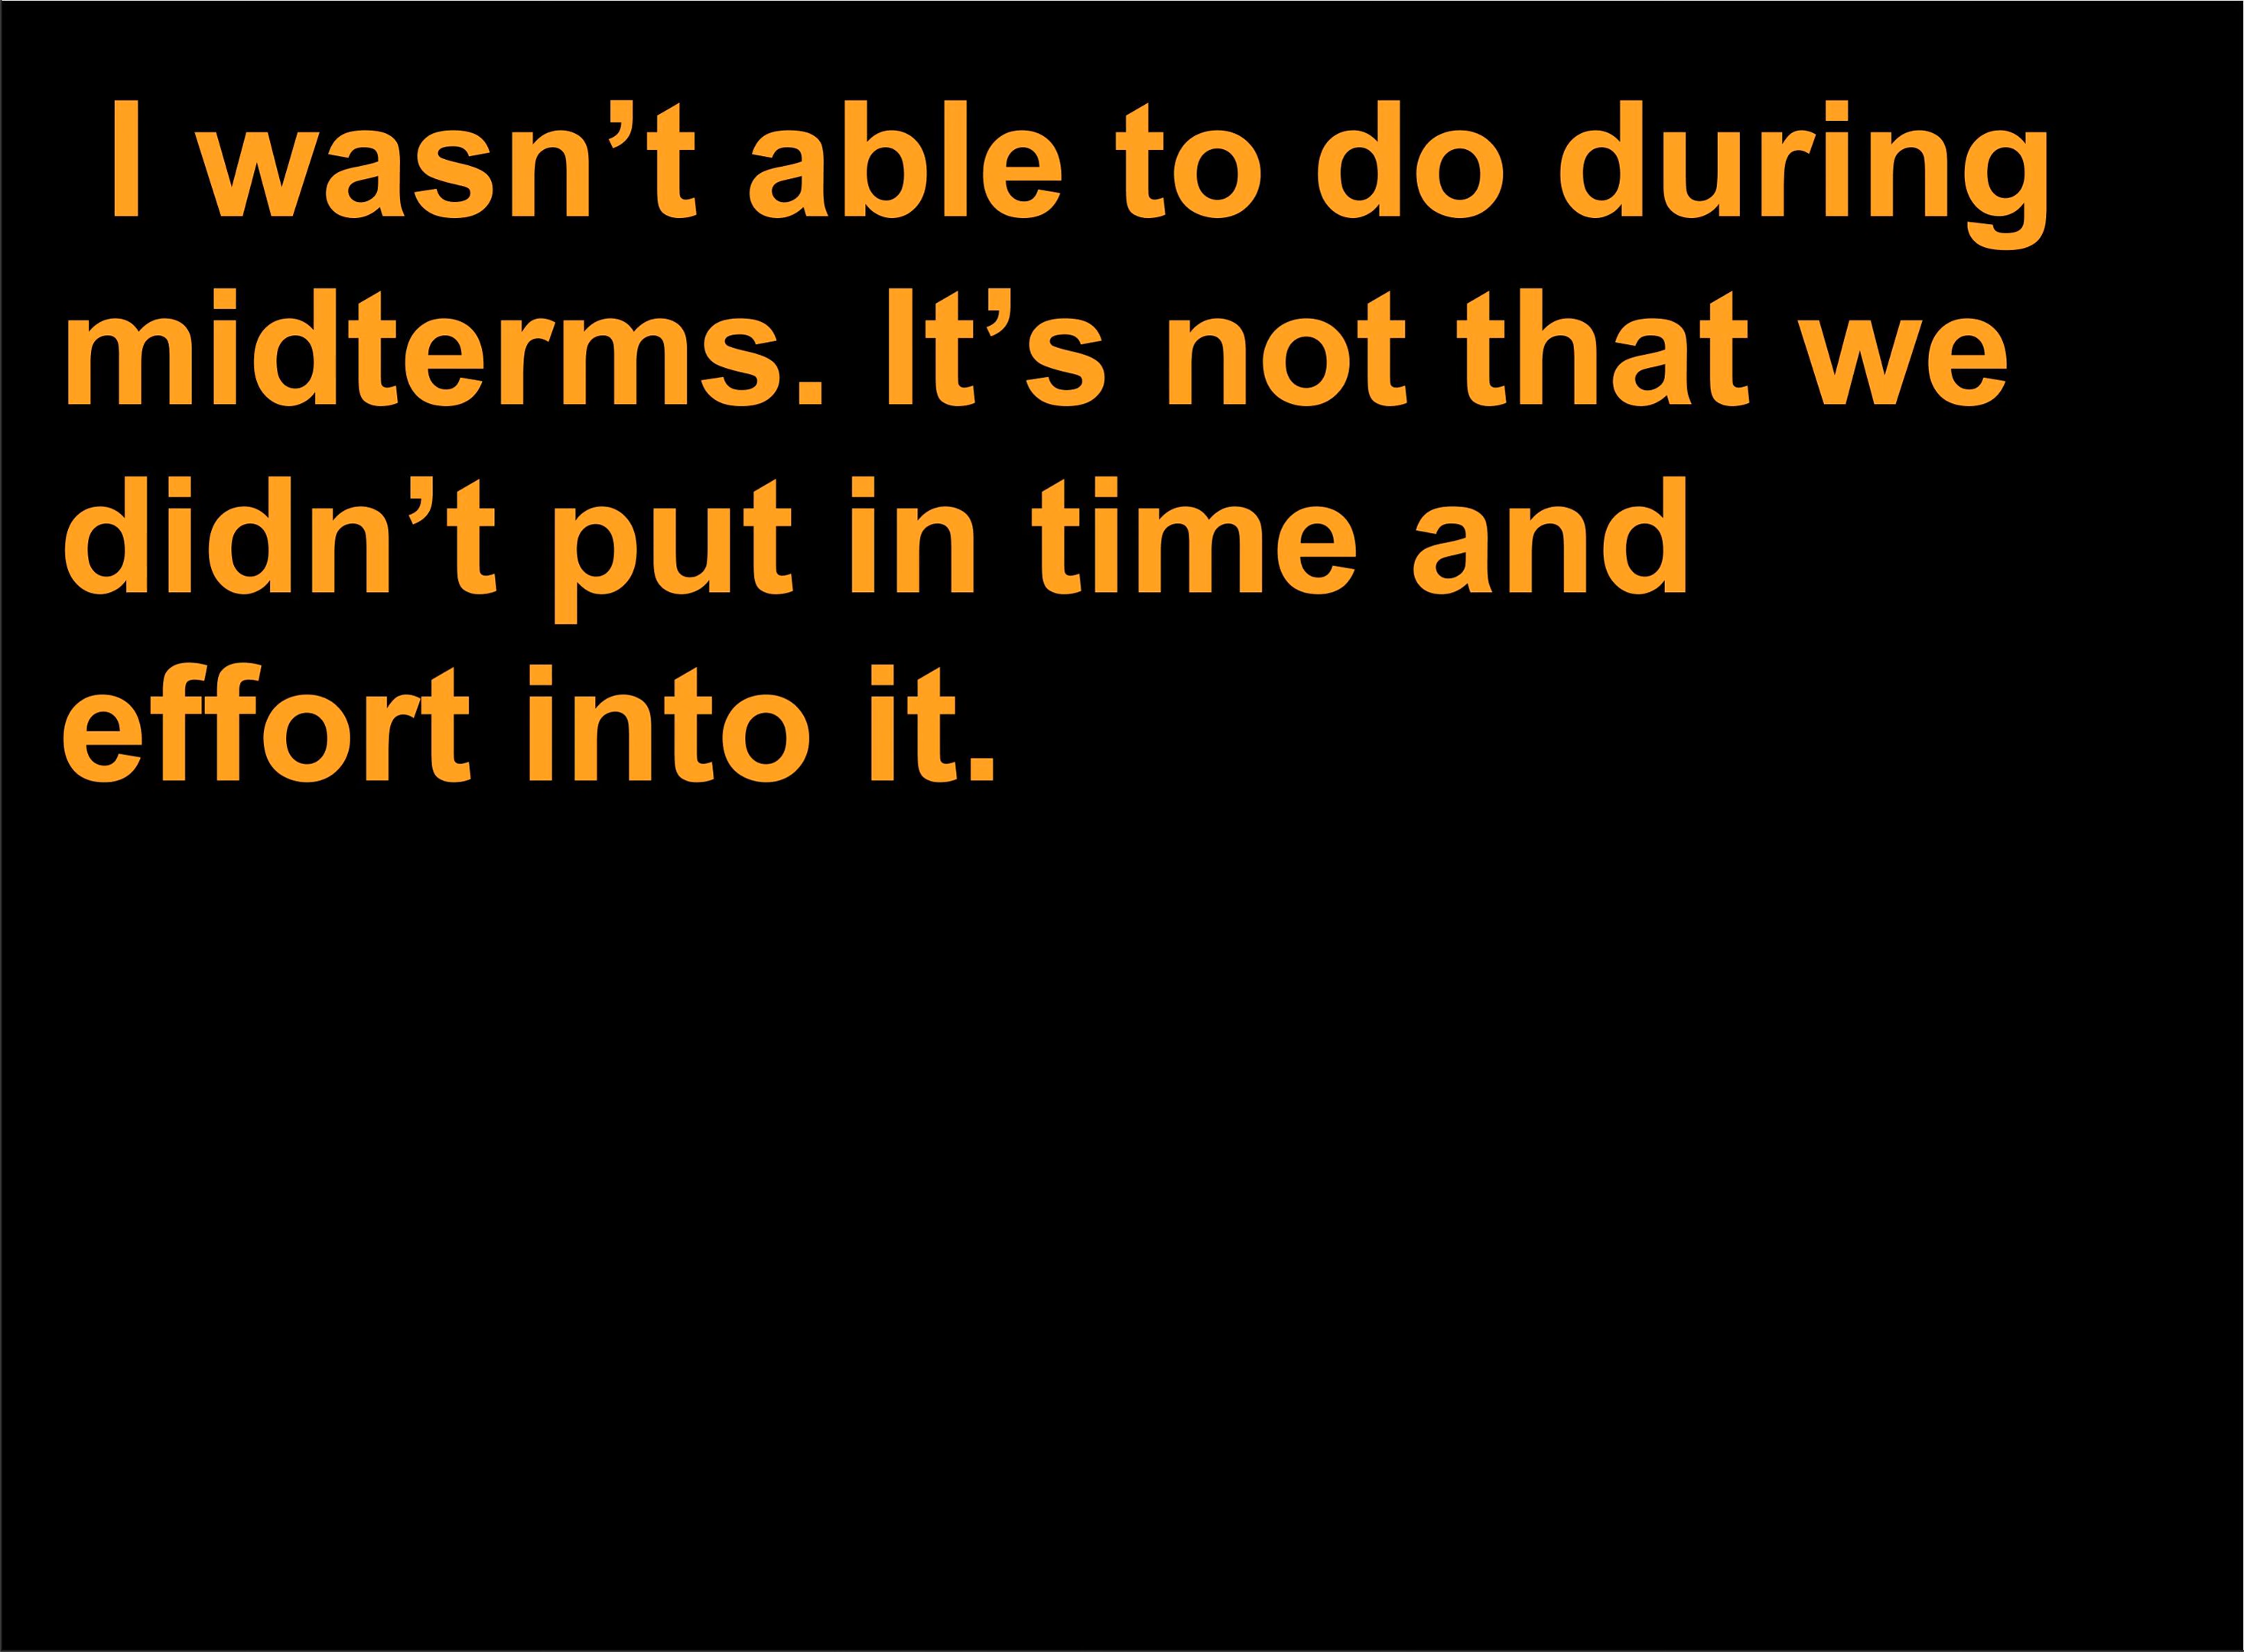 I wasn’t able to do during
midterms. It’s not that we
didn’t put in time and
effort into it.